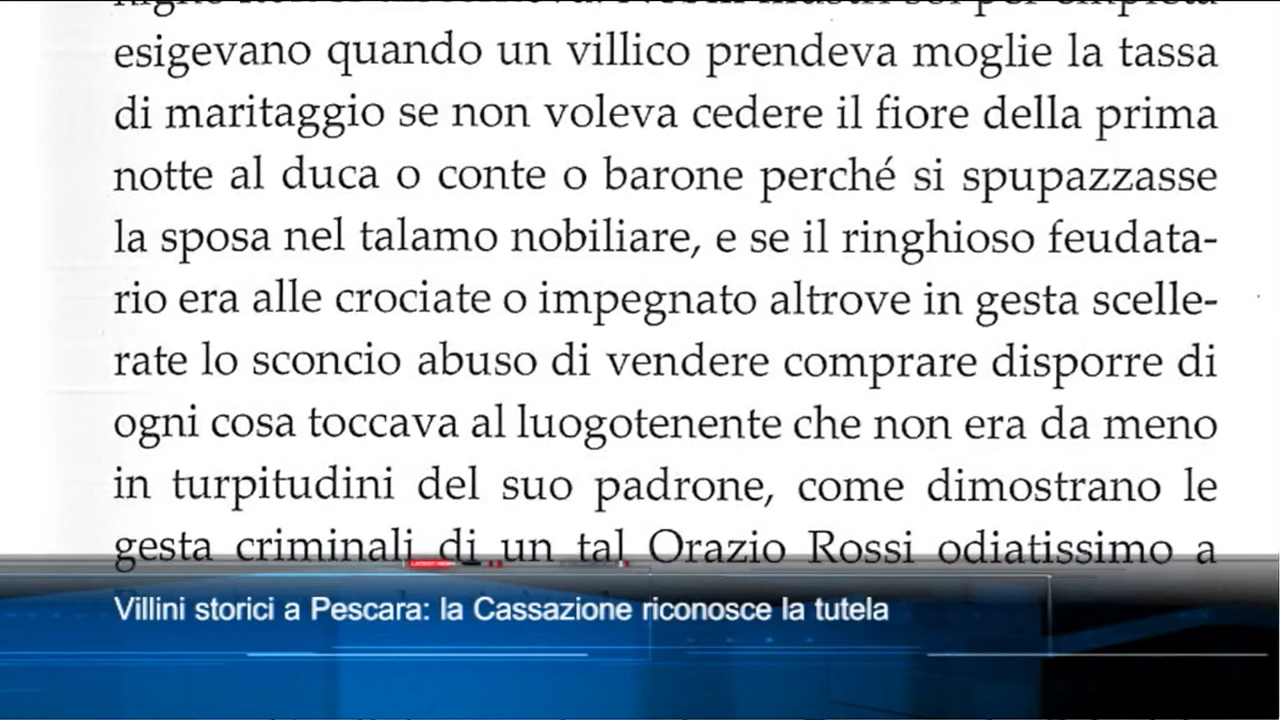 esigevano quando un villico prendeva moglie la tassa
di maritaggio se non voleva cedere il fiore della prima
notte al duca o conte o barone perché si spupazzasse
la sposa nel talamo nobiliare, e se il ringhioso feudata-
rio era alle crociate o impegnato altrove in gesta scelle-
rate lo sconcio abuso di vendere comprare disporre di
ogni cosa toccava al luogotenente che non era da meno
in turpitudini del suo padrone, come dimostrano le
gesta criminali di un tal Orazio Rossi odiatissimo a
LATEST NEWS
Villini storici a Pescara: la Cassazione riconosce la tutela